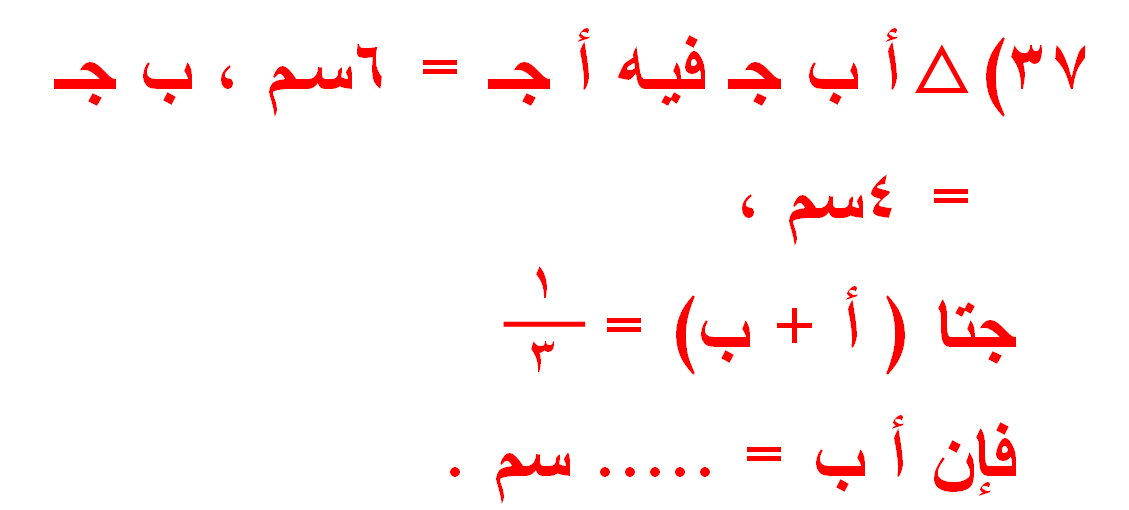 ٣٧) △ أ ب جـ فيه أ جـ = ٦سم ، ب جـ
= ٤سم ،
جتا ( أ + ب) = ١/٣
فإن أ ب = ..... سم .